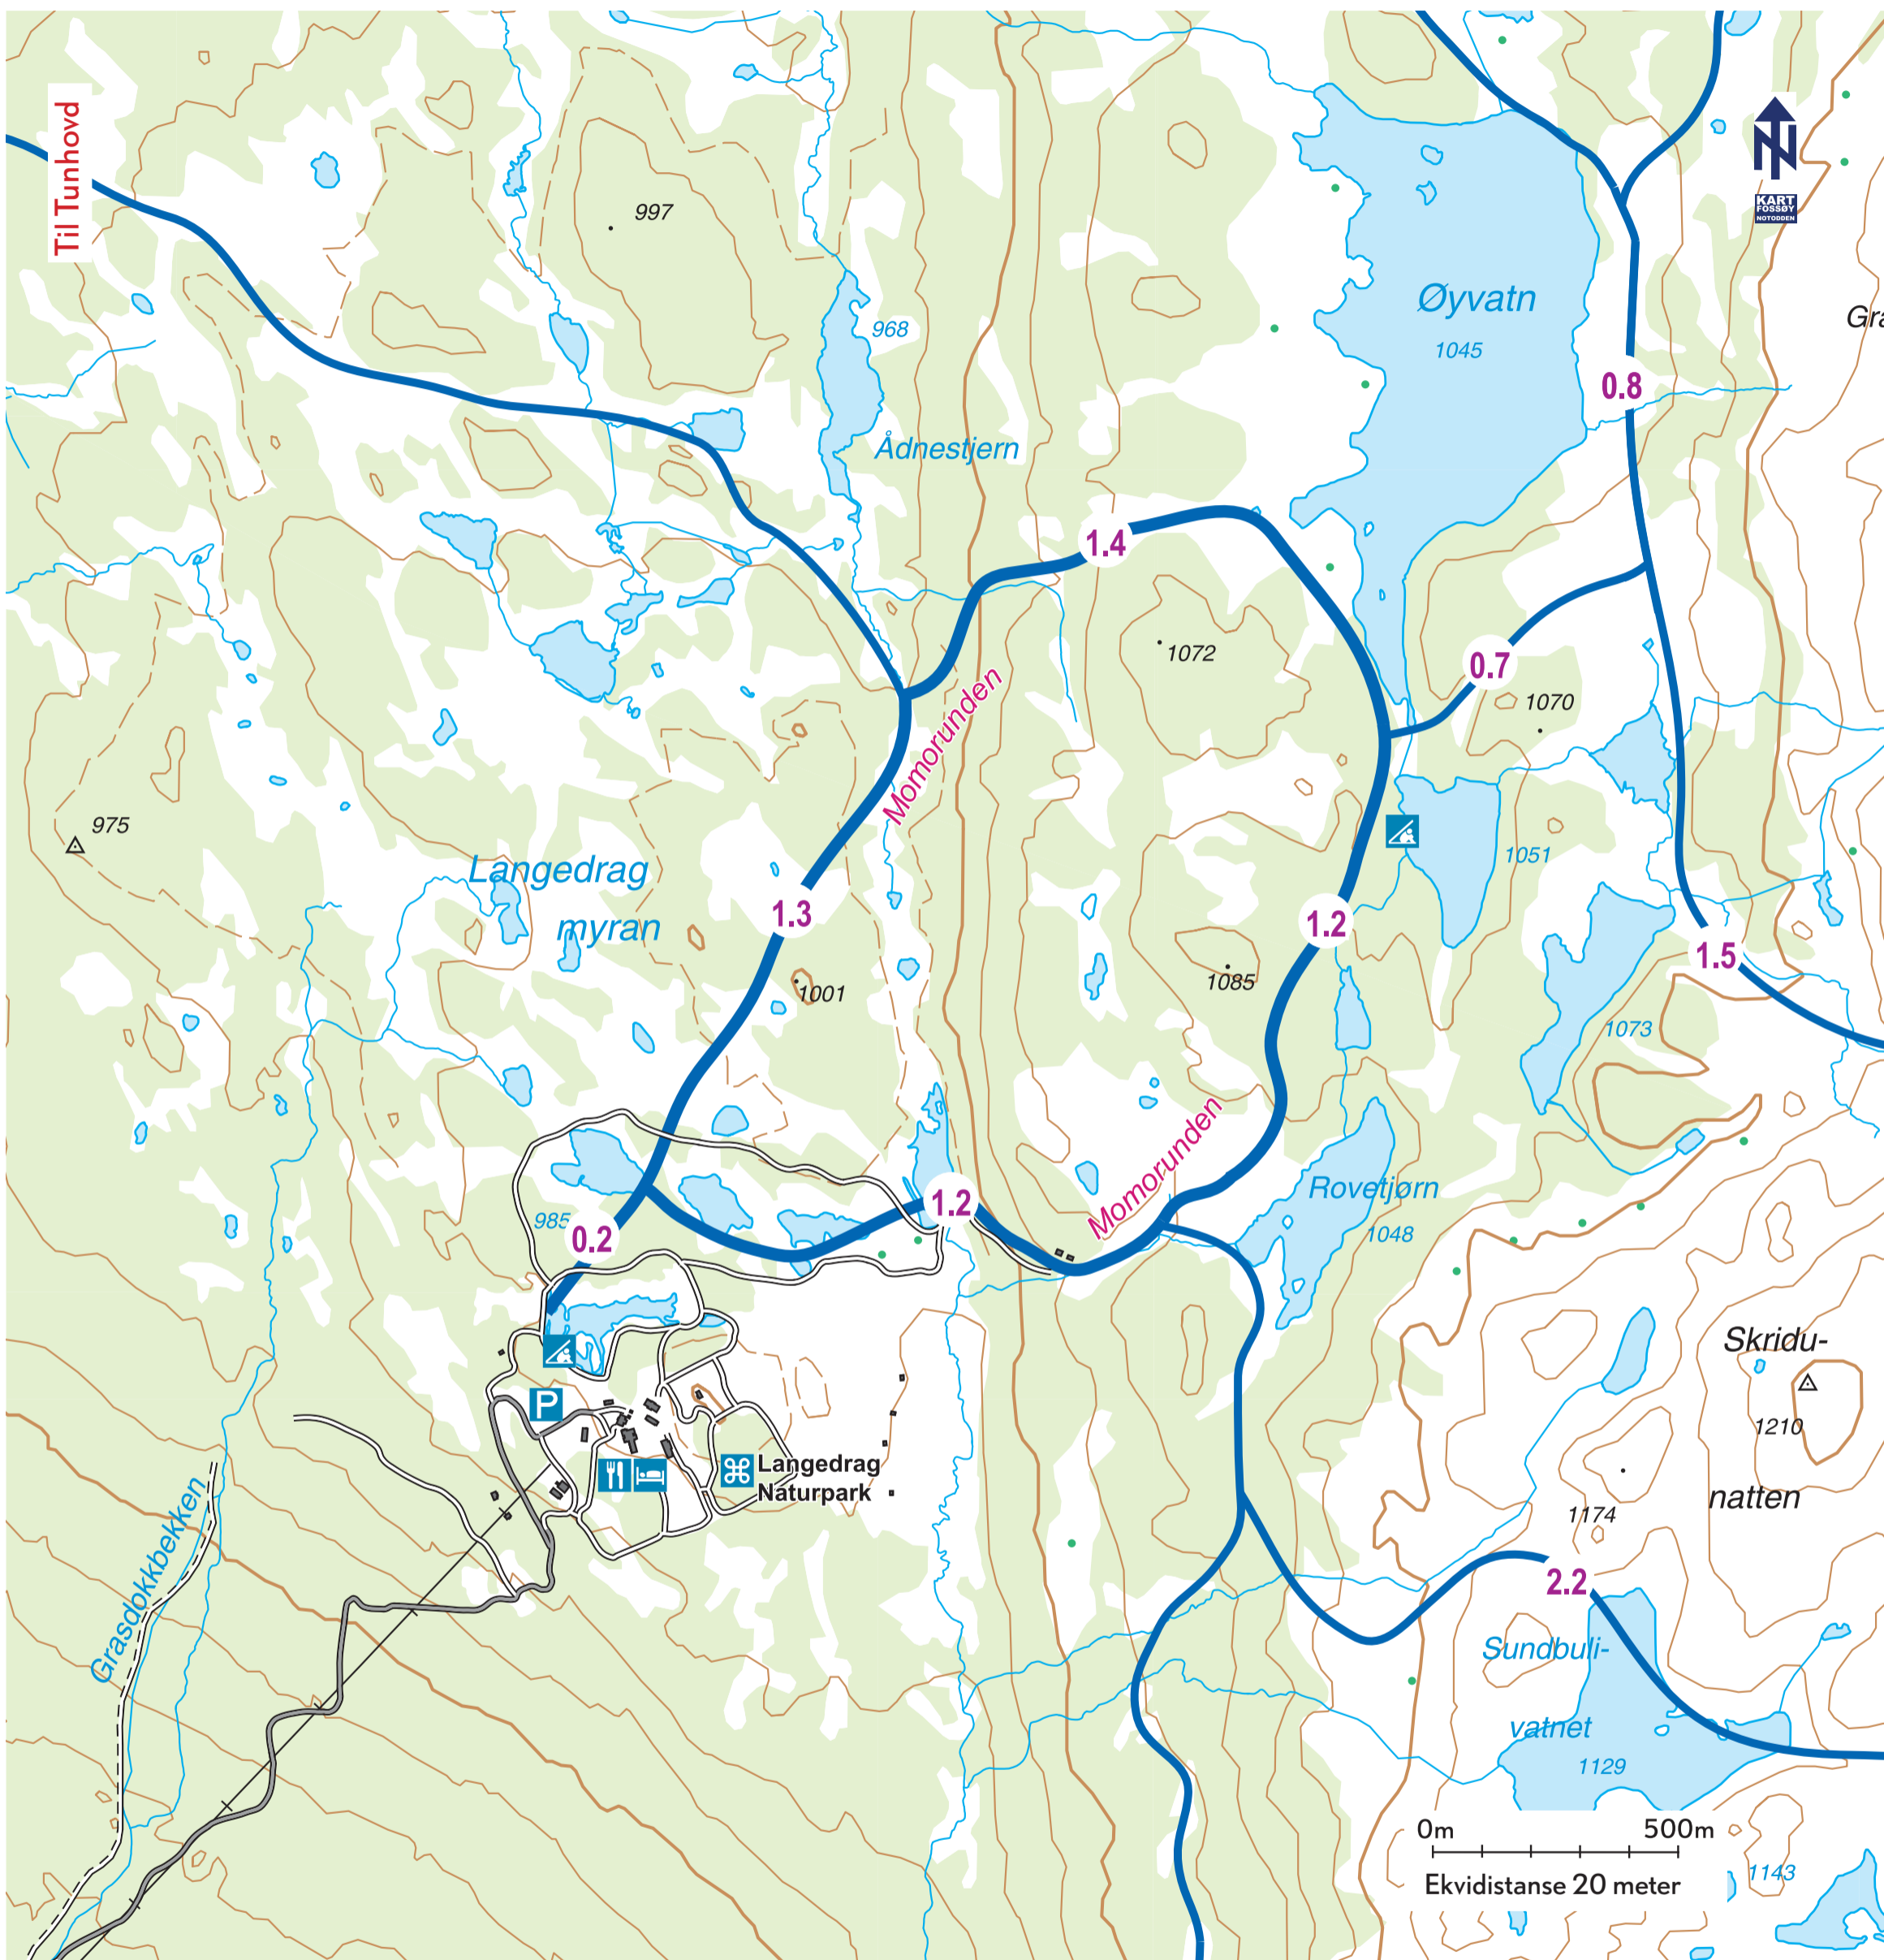 Til Tunhovd
997
KART
FOSSØY
NOTODDEN
968
Øyvatn
1045
Gra
0.8
Ådnestjern
1.4
1072
0.7
1070
Momorunden
975
Langedrag
myran
1051
1.3
1.2
1001
1085
1.5
1073
Momorunden
985
0.2
1.2
Rovetjørn
1048
Skridu-
1210
natten
P
Langedrag
Naturpark
1174
Grasdokkbekken
2.2
Sundbuli-
vatnet
1129
0m 500m
Ekvidistanse 20 meter
1143